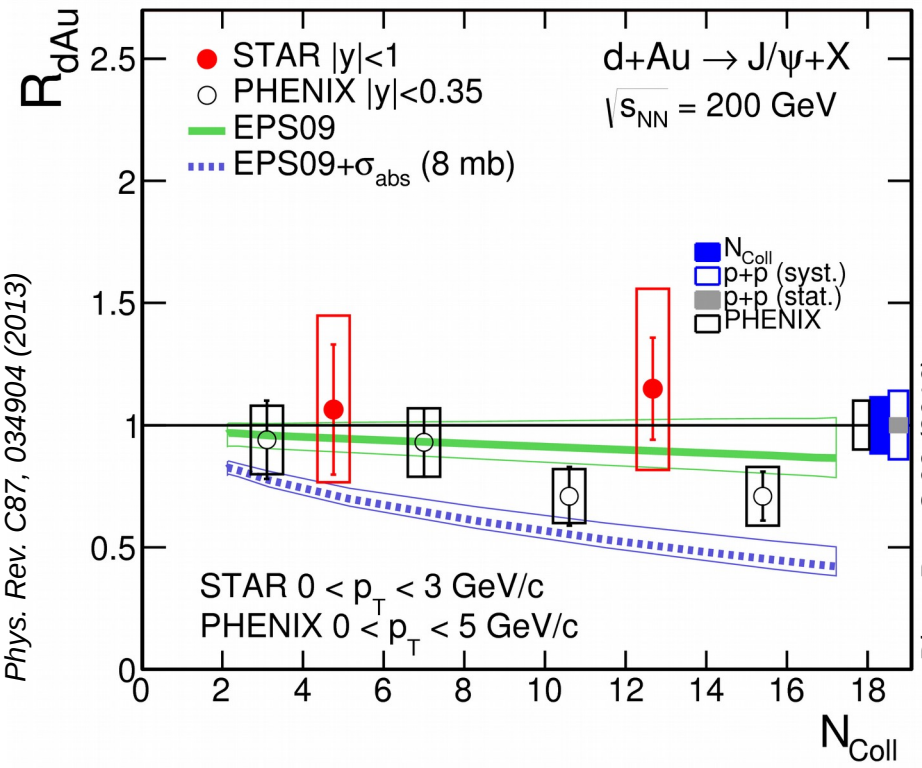 R_dAu
2.5
2
1.5
1
0.5
0
STAR |y|<1
PHENIX |y|<0.35
EPS09
EPS09+σ_abs (8 mb)
d+Au → J/ψ+X
√s_NN = 200 GeV
N_Coll
p+p (syst.)
p+p (stat.)
PHENIX
STAR 0 < p_T < 3 GeV/c
PHENIX 0 < p_T < 5 GeV/c
0 2 4 6 8 10 12 14 16 18
N_Coll
Phys. Rev. C87, 034904 (2013)